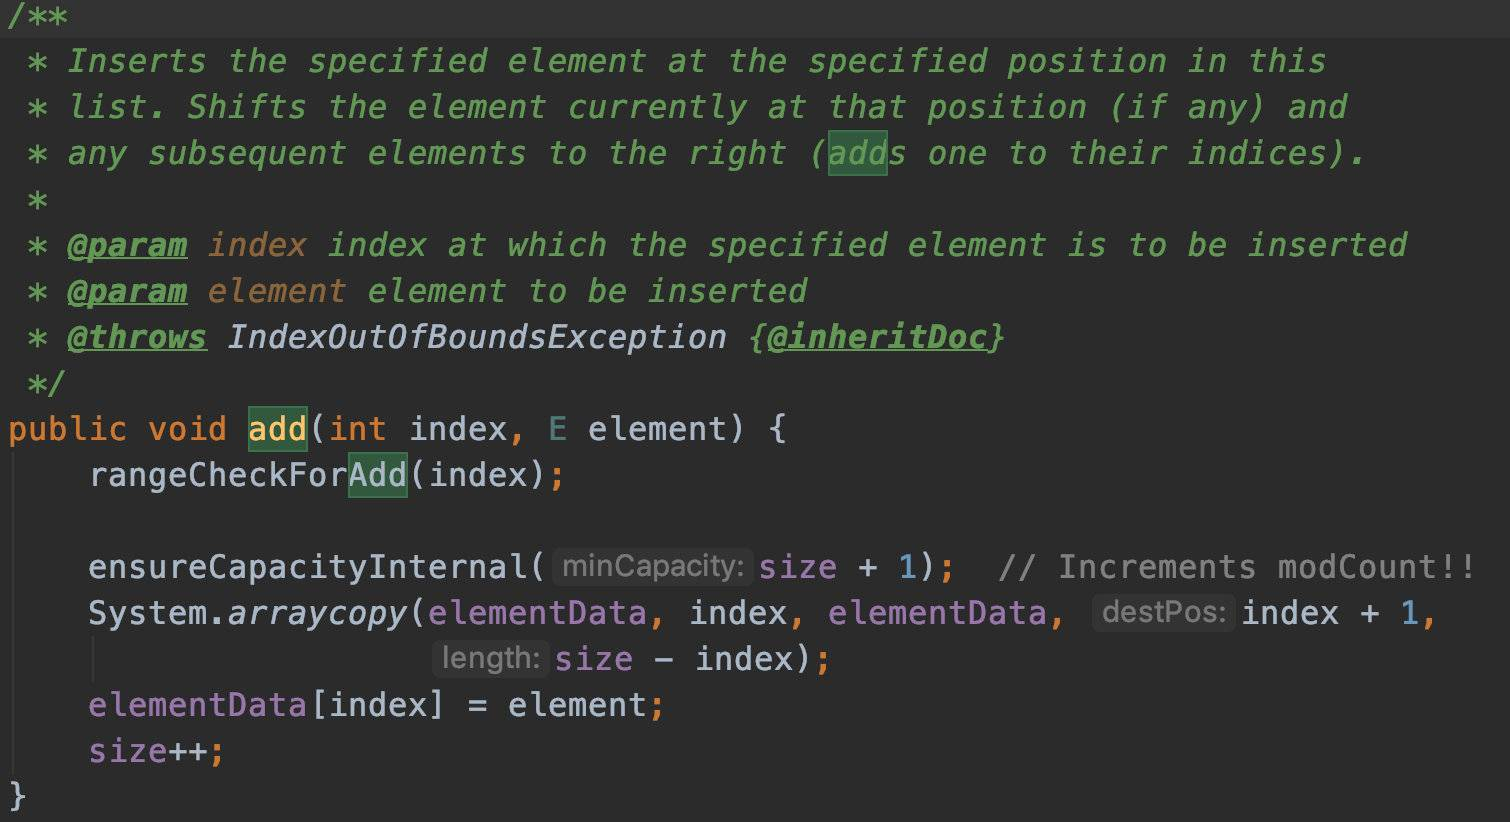 /**
 * Inserts the specified element at the specified position in this
 * list. Shifts the element currently at that position (if any) and
 * any subsequent elements to the right (adds one to their indices).
 *
 * @param index index at which the specified element is to be inserted
 * @param element element to be inserted
 * @throws IndexOutOfBoundsException {@inheritDoc}
 */
public void add(int index, E element) {
    rangeCheckForAdd(index);

    ensureCapacityInternal( minCapacity: size + 1);  // Increments modCount!!
    System.arraycopy(elementData, index, elementData, destPos: index + 1,
                     length: size - index);
    elementData[index] = element;
    size++;
}